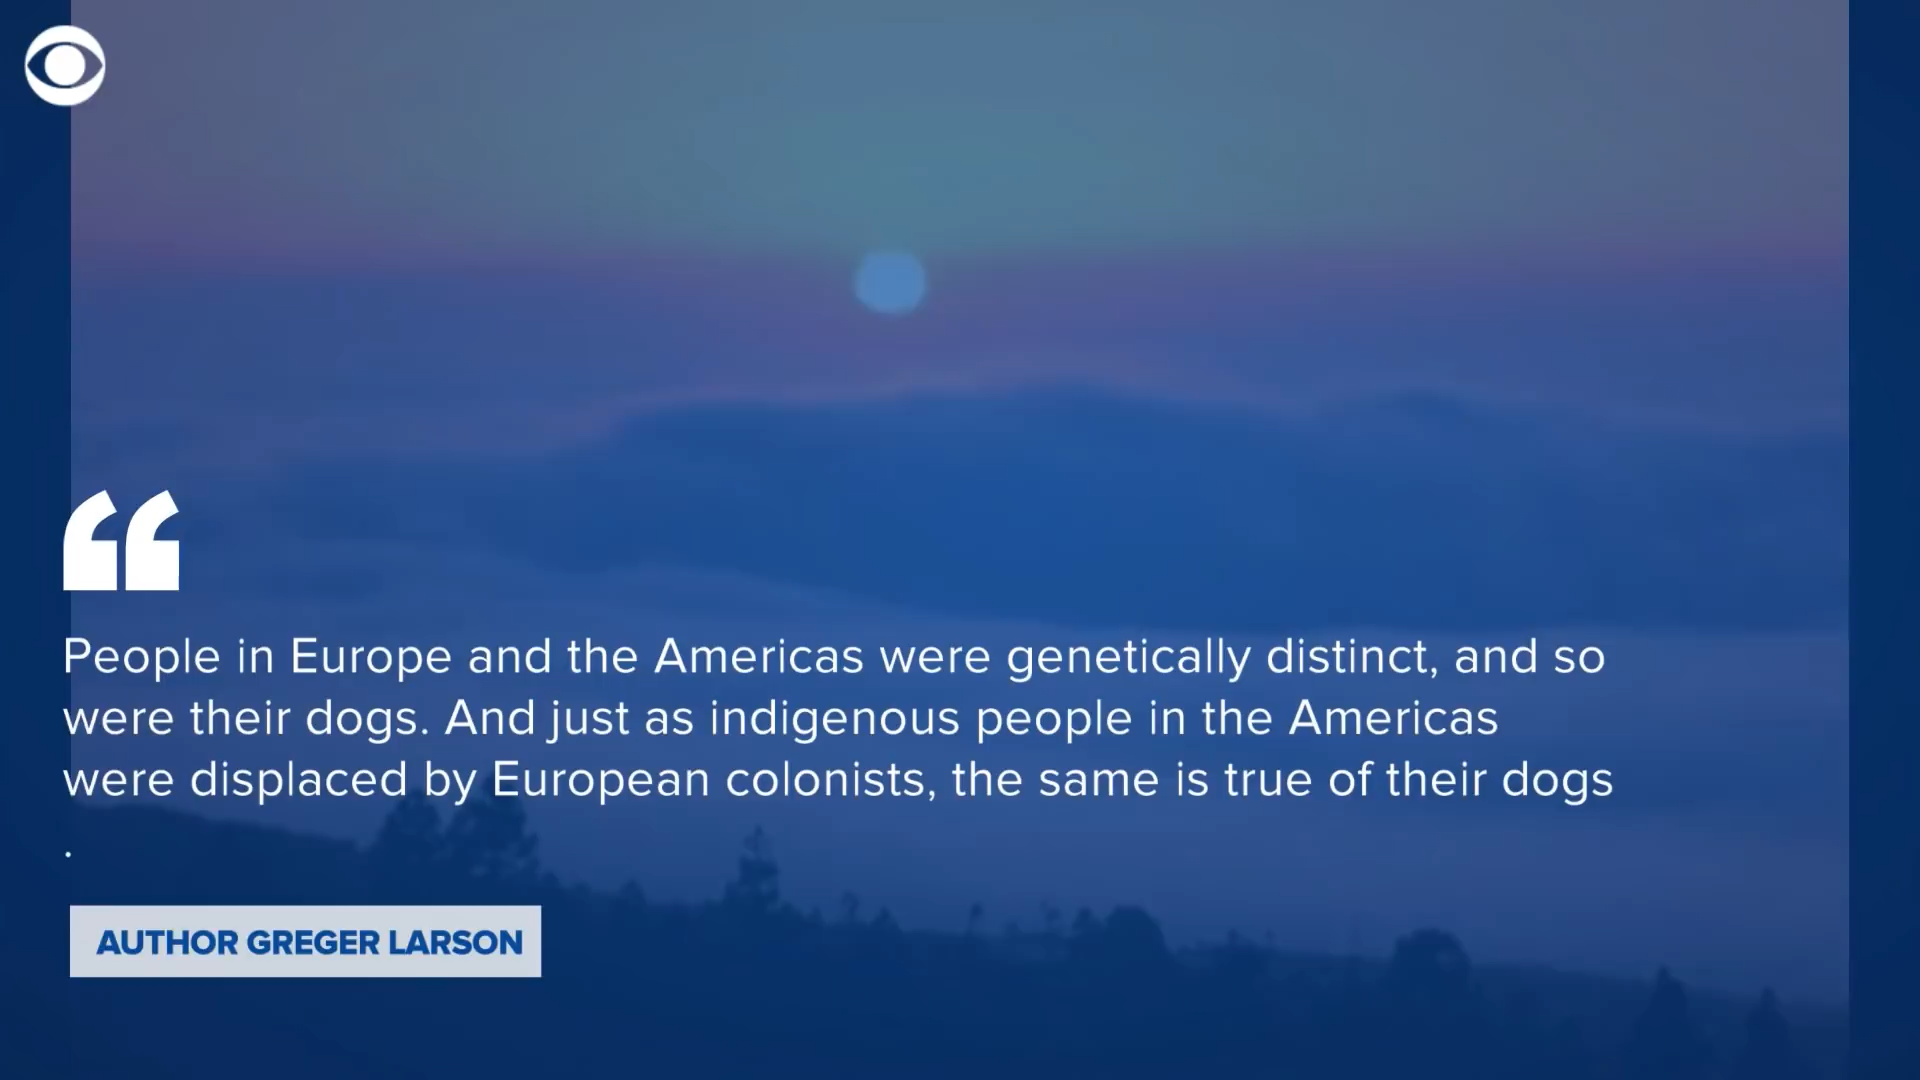 “
People in Europe and the Americas were genetically distinct, and so
were their dogs. And just as indigenous people in the Americas
were displaced by European colonists, the same is true of their dogs
.
AUTHOR GREGER LARSON